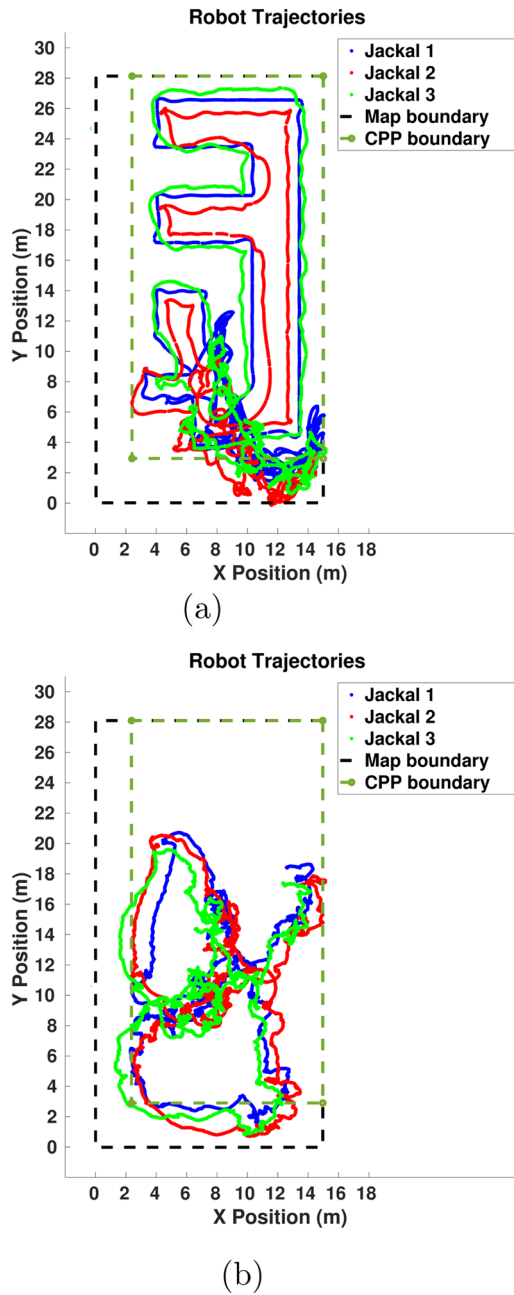 Robot Trajectories
30
28
26
24
22
20
18
16
14
12
10
8
6
4
2
0
Y Position (m)
Jackal 1
Jackal 2
Jackal 3
Map boundary
CPP boundary
0 2 4 6 8 10 12 14 16 18
X Position (m)
(a)
Robot Trajectories
30
28
26
24
22
20
18
16
14
12
10
8
6
4
2
0
Y Position (m)
Jackal 1
Jackal 2
Jackal 3
Map boundary
CPP boundary
0 2 4 6 8 10 12 14 16 18
X Position (m)
(b)